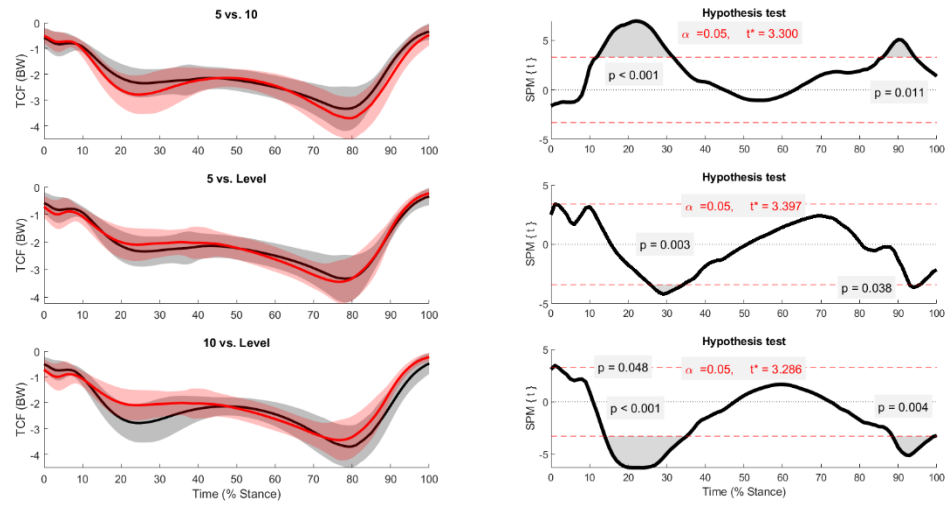 5 vs. 10
TCF (BW)
0
-1
-2
-3
-4
0 10 20 30 40 50 60 70 80 90 100
Hypothesis test
α =0.05, t* = 3.300
SPM { t }
5
0
-5
p < 0.001
p = 0.011
0 10 20 30 40 50 60 70 80 90 100
5 vs. Level
TCF (BW)
0
-1
-2
-3
-4
0 10 20 30 40 50 60 70 80 90 100
Hypothesis test
α =0.05, t* = 3.397
SPM { t }
5
0
-5
p = 0.003
p = 0.038
0 10 20 30 40 50 60 70 80 90 100
10 vs. Level
TCF (BW)
0
-1
-2
-3
-4
0 10 20 30 40 50 60 70 80 90 100
Time (% Stance)
Hypothesis test
α =0.05, t* = 3.286
SPM { t }
5
0
-5
p = 0.048
p < 0.001
p = 0.004
0 10 20 30 40 50 60 70 80 90 100
Time (% Stance)